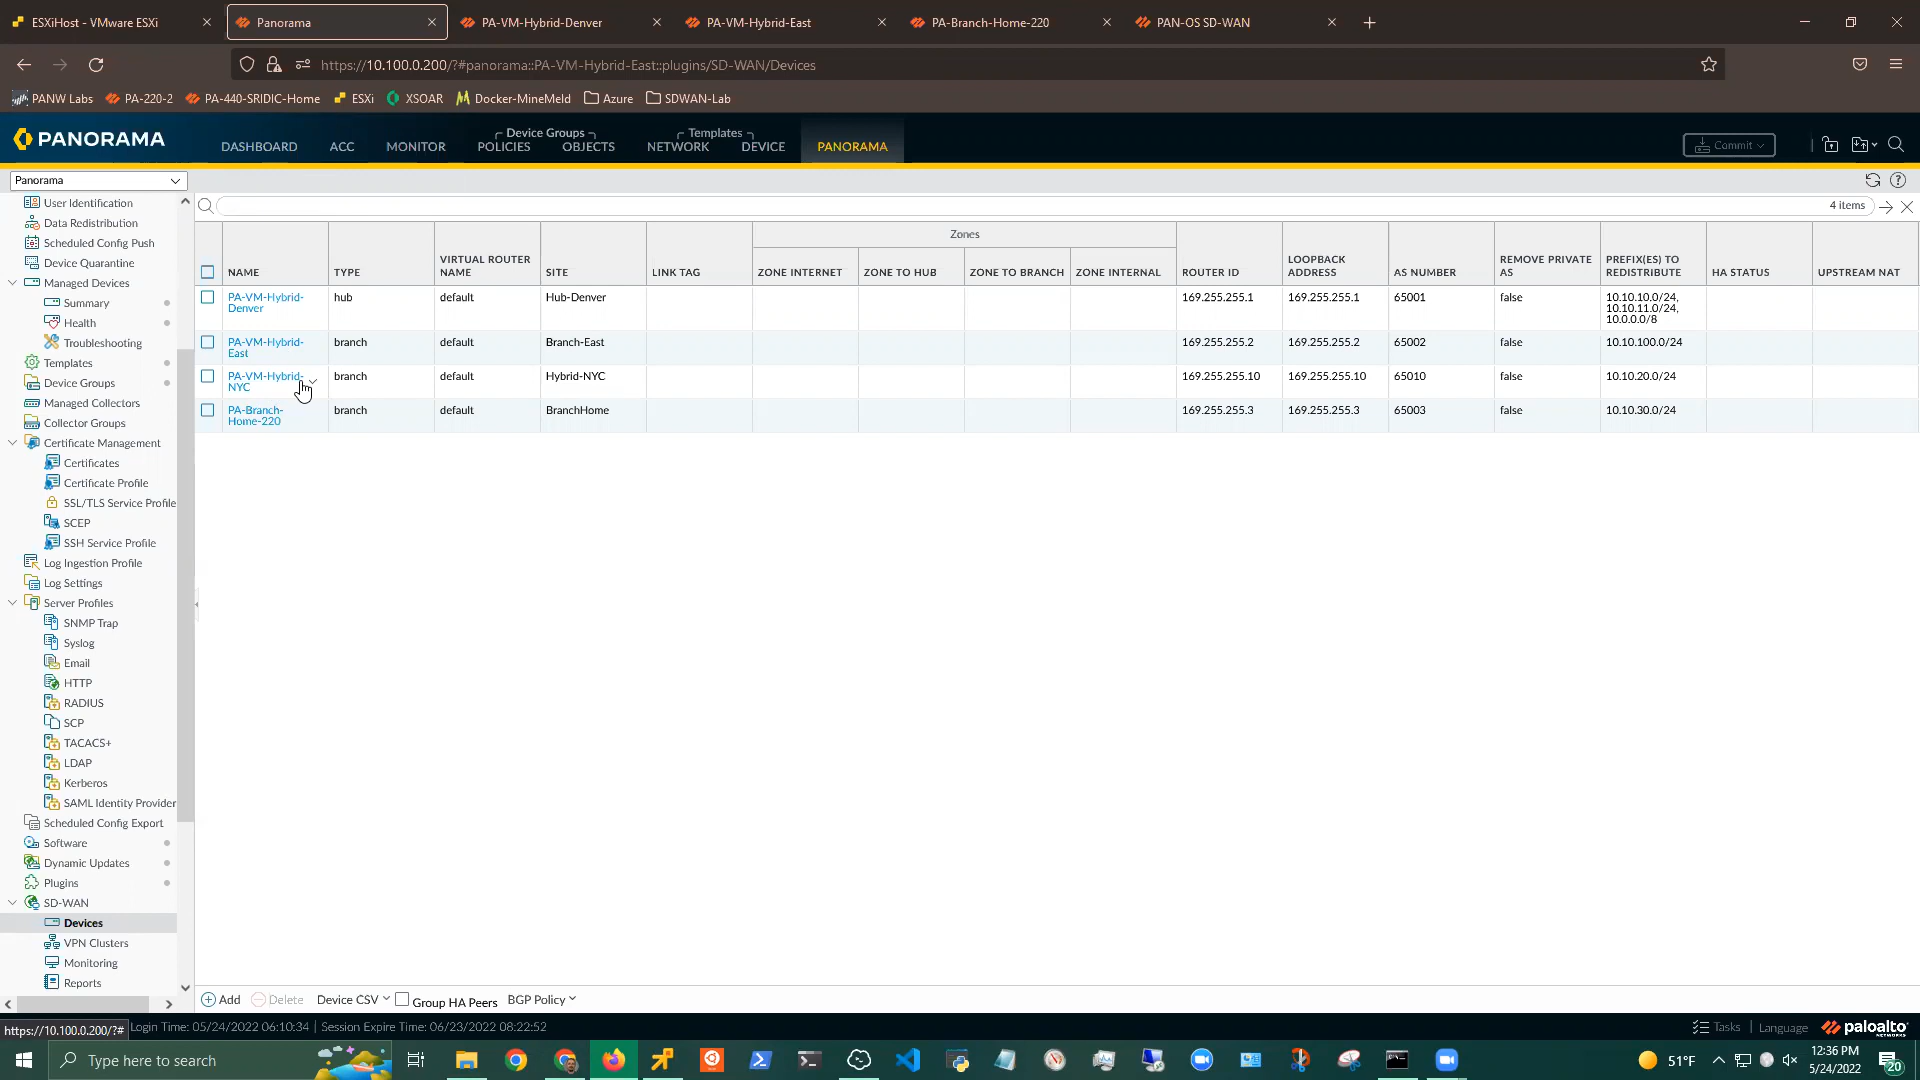 ESXiHost - VMware ESXi
Panorama
PA-VM-Hybrid-Denver
PA-VM-Hybrid-East
PA-Branch-Home-220
PAN-OS SD-WAN
https://10.100.0.200/?#panorama::PA-VM-Hybrid-East::plugins/SD-WAN/Devices
PANW Labs
PA-220-2
PA-440-SRIDIC-Home
ESXi
XSOAR
Docker-MineMeld
Azure
SDWAN-Lab
PANORAMA
DASHBOARD
ACC
MONITOR
Device Groups
POLICIES
OBJECTS
Templates
NETWORK
DEVICE
PANORAMA
Commit
Panorama
4 items
User Identification
Data Redistribution
Scheduled Config Push
Device Quarantine
Managed Devices
Summary
Health
Troubleshooting
Templates
Device Groups
Managed Collectors
Collector Groups
Certificate Management
Certificates
Certificate Profile
SSL/TLS Service Profile
SCEP
SSH Service Profile
Log Ingestion Profile
Log Settings
Server Profiles
SNMP Trap
Syslog
Email
HTTP
RADIUS
SCP
TACACS+
LDAP
Kerberos
SAML Identity Provider
Scheduled Config Export
Software
Dynamic Updates
Plugins
SD-WAN
Devices
VPN Clusters
Monitoring
Reports
Zones
NAME TYPE VIRTUAL ROUTER NAME SITE LINK TAG ZONE INTERNET ZONE TO HUB ZONE TO BRANCH ZONE INTERNAL ROUTER ID LOOPBACK ADDRESS AS NUMBER REMOVE PRIVATE AS PREFIX(ES) TO REDISTRIBUTE HA STATUS UPSTREAM NAT
PA-VM-Hybrid-Denver hub default Hub-Denver 169.255.255.1 169.255.255.1 65001 false 10.10.10.0/24, 10.10.11.0/24, 10.0.0.0/8
PA-VM-Hybrid-East branch default Branch-East 169.255.255.2 169.255.255.2 65002 false 10.10.100.0/24
PA-VM-Hybrid-NYC branch default Hybrid-NYC 169.255.255.10 169.255.255.10 65010 false 10.10.20.0/24
PA-Branch-Home-220 branch default BranchHome 169.255.255.3 169.255.255.3 65003 false 10.10.30.0/24
Add
Delete
Device CSV
Group HA Peers
BGP Policy
https://10.100.0.200/?#
Login Time: 05/24/2022 06:10:34 | Session Expire Time: 06/23/2022 08:22:52
Tasks | Language
paloalto
NETWORKS
Type here to search
51°F
12:36 PM
5/24/2022
20